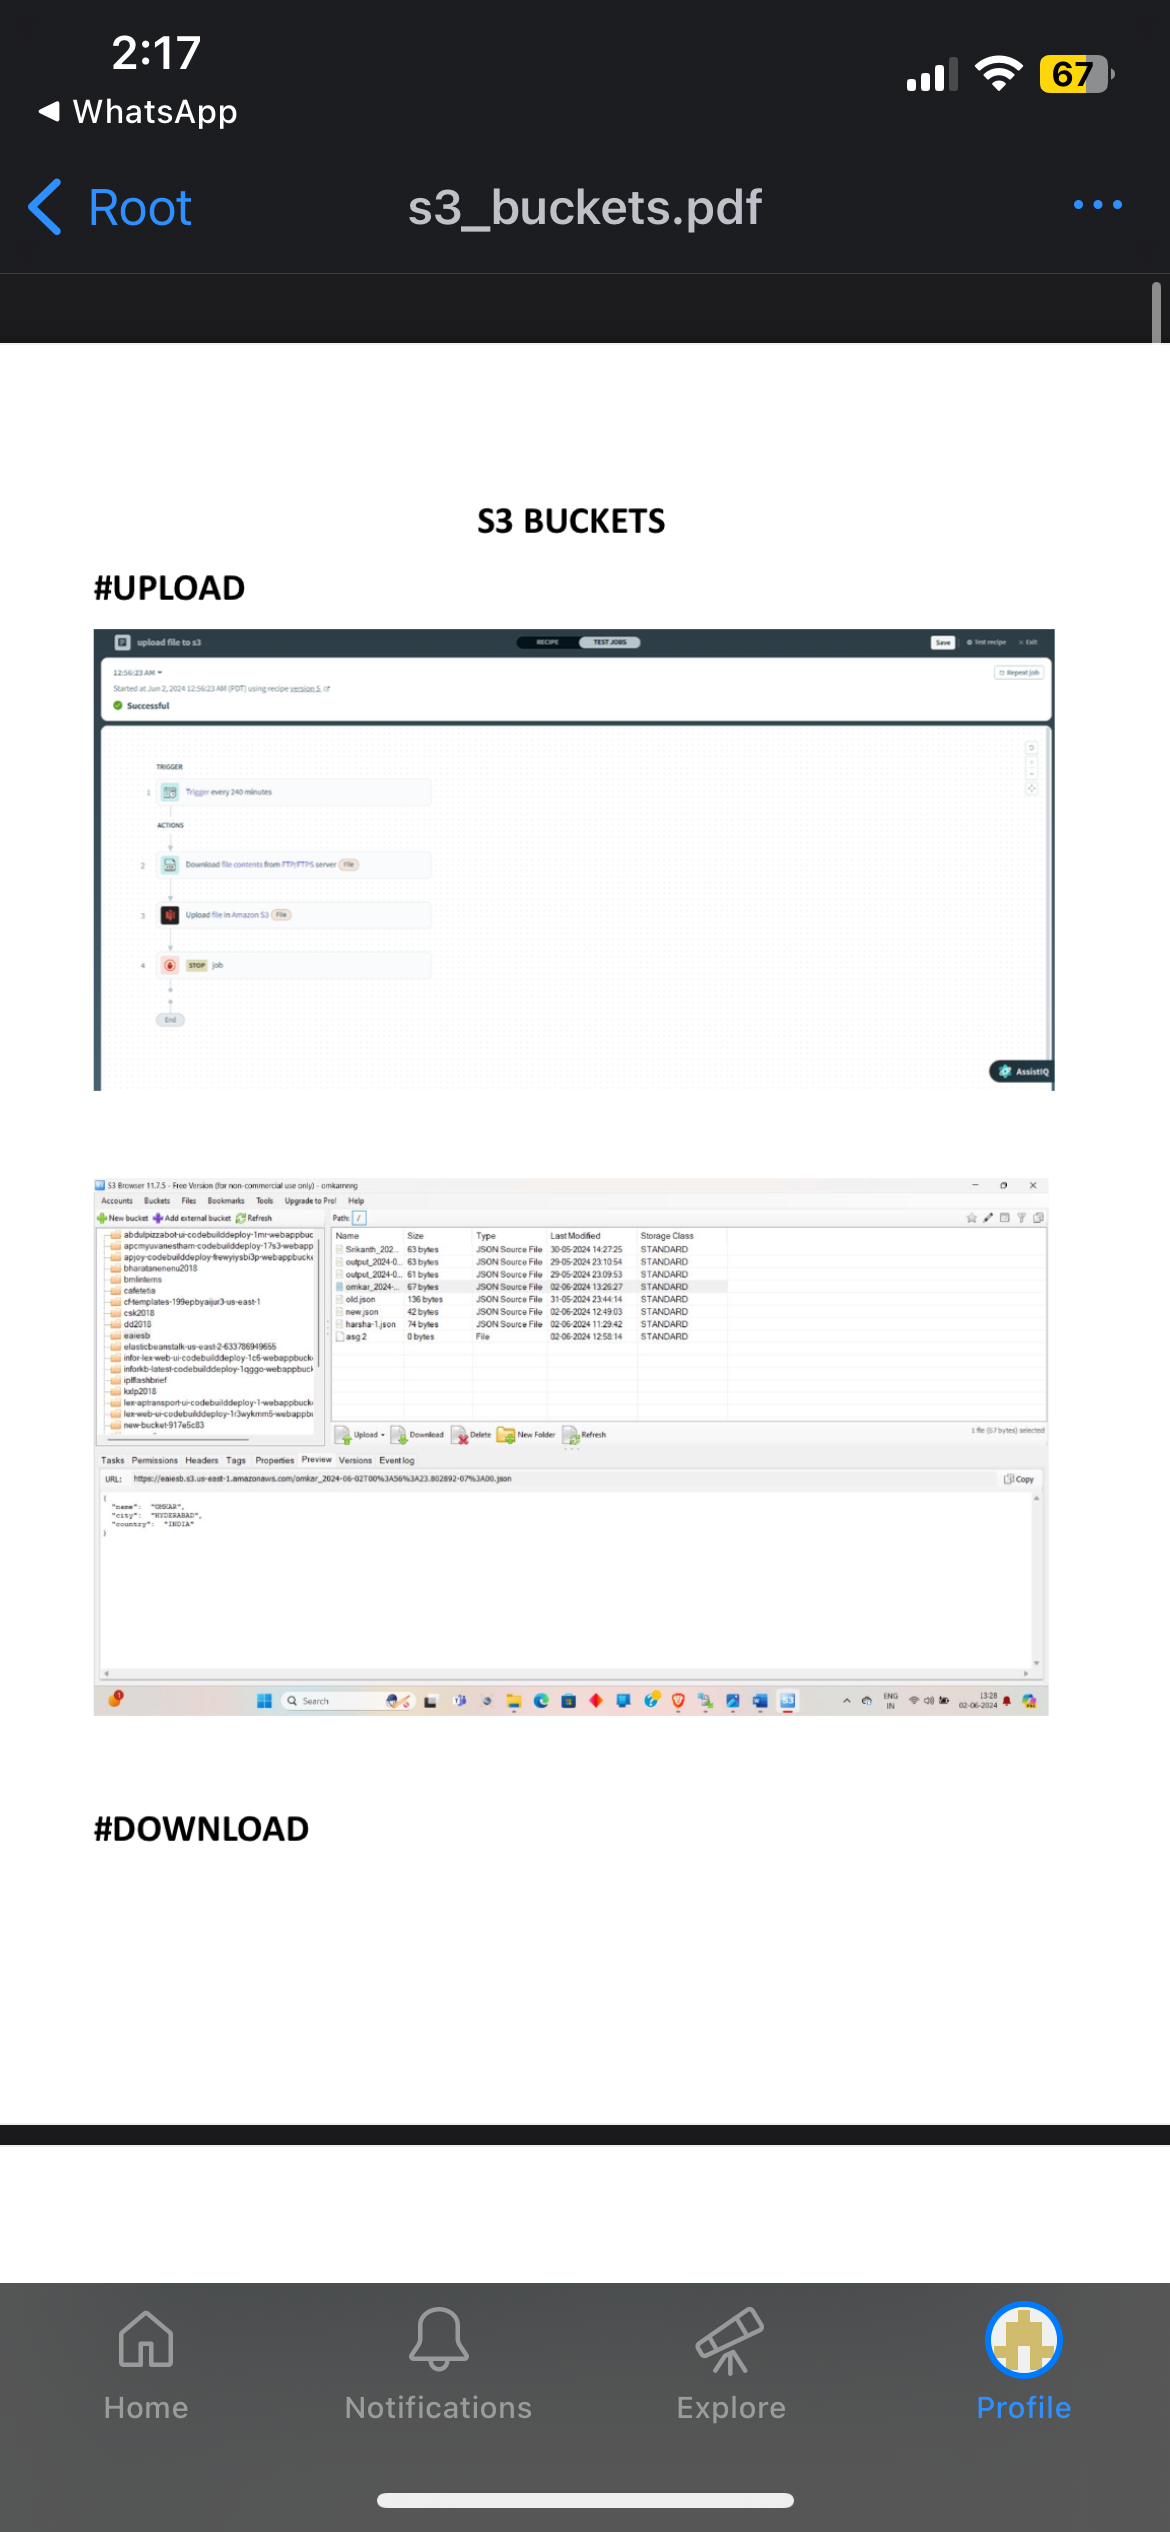 2:17
67
◀ WhatsApp
Root
s3_buckets.pdf
S3 BUCKETS
#UPLOAD
upload file to s3
RECIPE
TEST JOBS
Save
Test recipe
× Exit
12:56:23 AM
Repeat job
Started at Jun 2, 2024 12:56:23 AM (PDT) using recipe version 5
Successful
TRIGGER
1 Trigger every 240 minutes
ACTIONS
2 Download file contents from FTP/FTPS server File
3 Upload file in Amazon S3 File
4 STOP job
End
AssistIQ
S3 Browser 11.7.5 - Free Version (for non-commercial use only) - omkarnrng
Accounts Buckets Files Bookmarks Tools Upgrade to Pro! Help
New bucket Add external bucket Refresh
Path: /
abdulpizzabot-ui-codebuilddeploy-1mr-webappbuc
apcmyuvanestham-codebuilddeploy-17s3-webapp
apjoy-codebuilddeploy-frewyiysbi3p-webappbucke
bharatanenenu2018
bmlinterns
cafetetia
cf-templates-199epbyaijur3-us-east-1
csk2018
dd2018
eaiesb
elasticbeanstalk-us-east-2-633786949655
infor-lex-web-ui-codebuilddeploy-1c6-webappbuck
inforkb-latest-codebuilddeploy-1qggo-webappbuck
iplflashbrief
kxlp2018
lex-aptransport-ui-codebuilddeploy-1-webappbuck
lex-web-ui-codebuilddeploy-1r3wykmm5-webappb
new-bucket-917e5c83
Name Size Type Last Modified Storage Class
Srikanth_202... 63 bytes JSON Source File 30-05-2024 14:27:25 STANDARD
output_2024-0... 63 bytes JSON Source File 29-05-2024 23:10:54 STANDARD
output_2024-0... 61 bytes JSON Source File 29-05-2024 23:09:53 STANDARD
omkar_2024-... 67 bytes JSON Source File 02-06-2024 13:26:27 STANDARD
old.json 136 bytes JSON Source File 31-05-2024 23:44:14 STANDARD
new.json 42 bytes JSON Source File 02-06-2024 12:49:03 STANDARD
harsha-1.json 74 bytes JSON Source File 02-06-2024 11:29:42 STANDARD
asg 2 0 bytes File 02-06-2024 12:58:14 STANDARD
Upload Download Delete New Folder Refresh
1 file (67 bytes) selected
Tasks Permissions Headers Tags Properties Preview Versions Eventlog
URL: https://eaiesb.s3.us-east-1.amazonaws.com/omkar_2024-06-02T00%3A56%3A23.802892-07%3A00.json
Copy
{
"name": "OMKAR",
"city": "HYDERABAD",
"country": "INDIA"
}
1
Search
S3
ENG
IN
13:28
02-06-2024
#DOWNLOAD
Home
Notifications
Explore
Profile